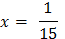 x = 1/15